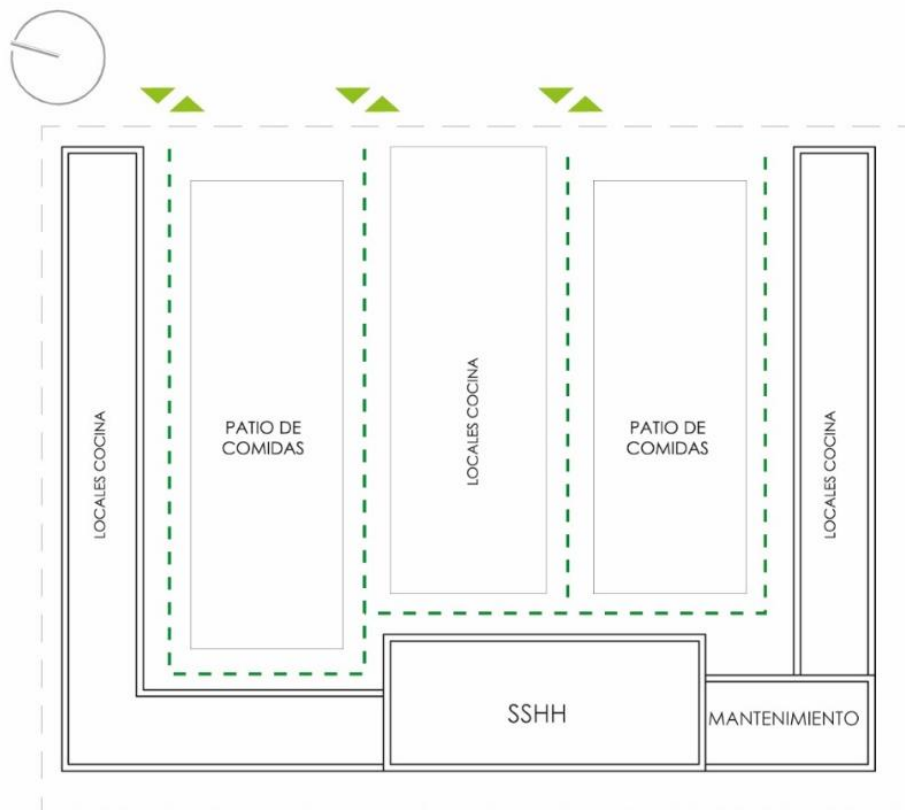 LOCALES COCINA
PATIO DE
COMIDAS
LOCALES COCINA
PATIO DE
COMIDAS
LOCALES COCINA
SSHH
MANTENIMIENTO